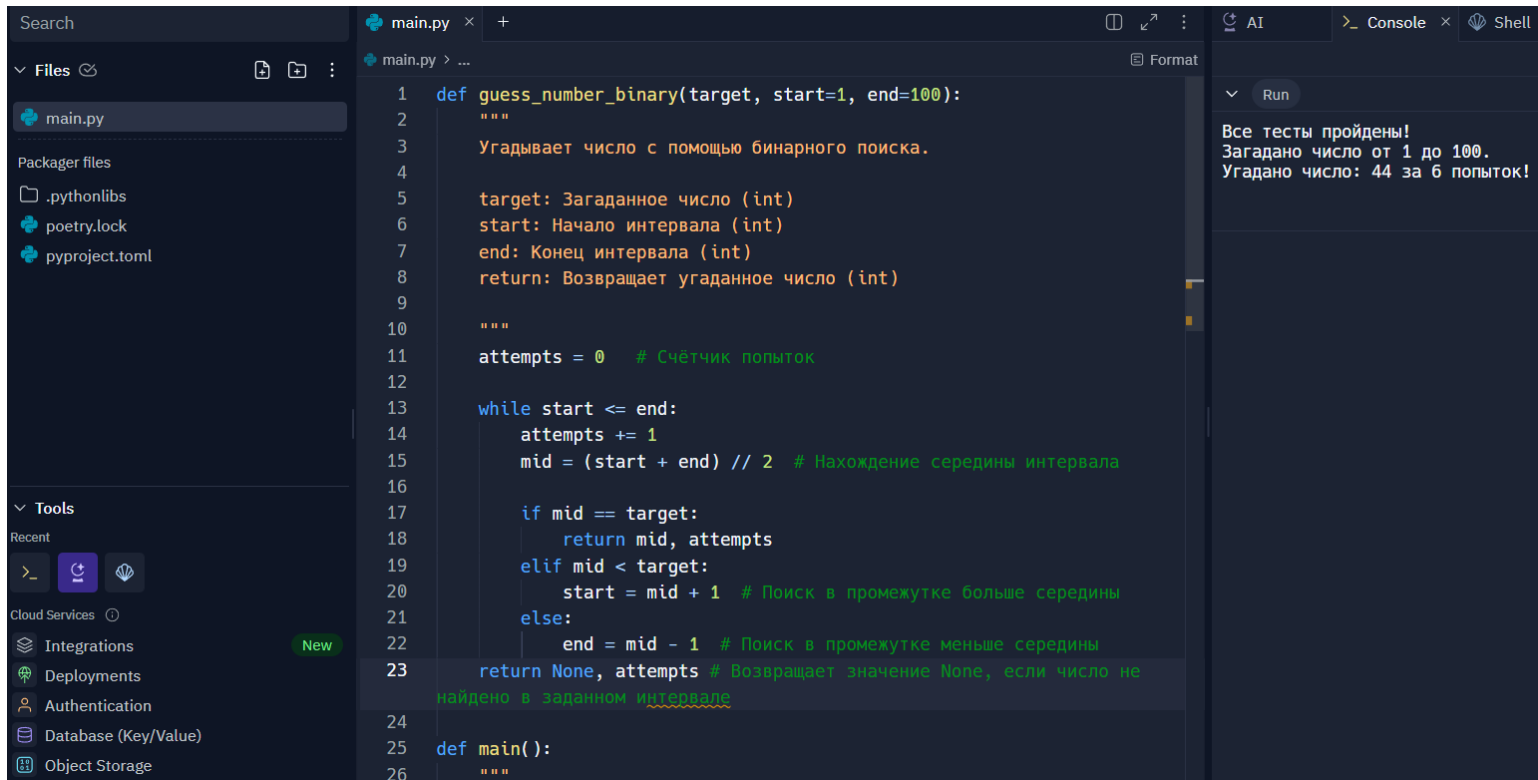 Search
Files
main.py
Packager files
.pythonlibs
poetry.lock
pyproject.toml
Tools
Recent
Cloud Services
Integrations New
Deployments
Authentication
Database (Key/Value)
Object Storage
main.py × +
main.py > ... Format
1 def guess_number_binary(target, start=1, end=100):
2 """
3 Угадывает число с помощью бинарного поиска.
4
5 target: Загаданное число (int)
6 start: Начало интервала (int)
7 end: Конец интервала (int)
8 return: Возвращает угаданное число (int)
9
10 """
11 attempts = 0 # Счётчик попыток
12
13 while start <= end:
14 attempts += 1
15 mid = (start + end) // 2 # Нахождение середины интервала
16
17 if mid == target:
18 return mid, attempts
19 elif mid < target:
20 start = mid + 1 # Поиск в промежутке больше середины
21 else:
22 end = mid - 1 # Поиск в промежутке меньше середины
23 return None, attempts # Возвращает значение None, если число не
найдено в заданном интервале
24
25 def main():
26 """
AI >_ Console × Shell
Run
Все тесты пройдены!
Загадано число от 1 до 100.
Угадано число: 44 за 6 попыток!